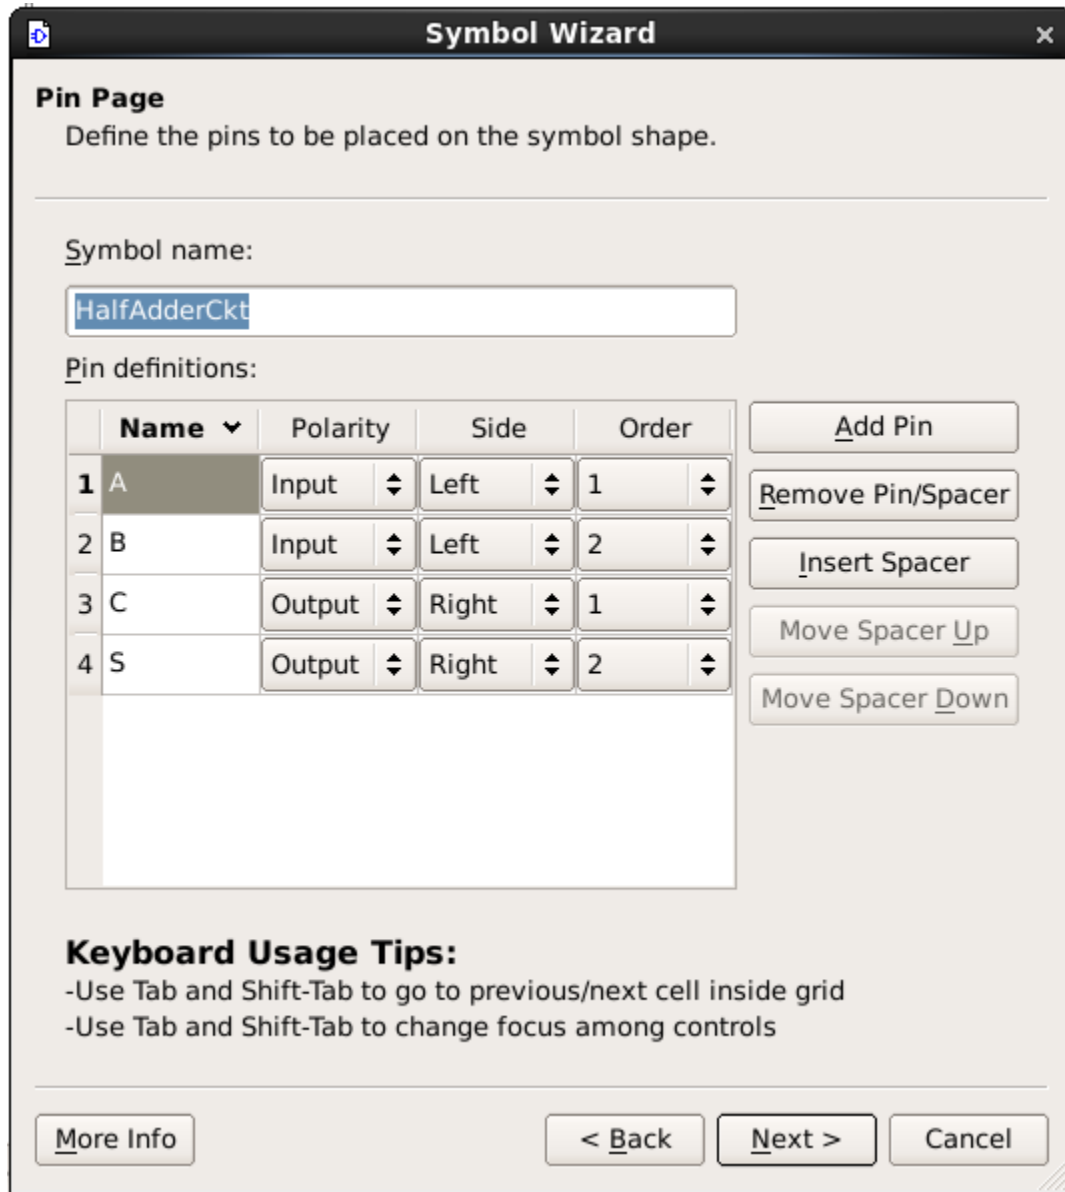 Symbol Wizard
Pin Page
Define the pins to be placed on the symbol shape.
Symbol name:
HalfAdderCkt
Pin definitions:
Name Polarity Side Order
1 A Input Left 1
2 B Input Left 2
3 C Output Right 1
4 S Output Right 2
Add Pin
Remove Pin/Spacer
Insert Spacer
Move Spacer Up
Move Spacer Down
Keyboard Usage Tips:
-Use Tab and Shift-Tab to go to previous/next cell inside grid
-Use Tab and Shift-Tab to change focus among controls
More Info < Back Next > Cancel